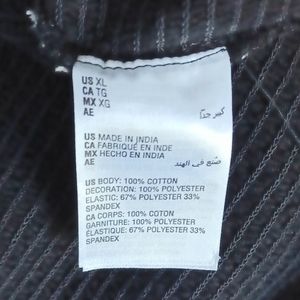 US XL
CA TG
MX XG
AE كبير جدًا
US MADE IN INDIA
CA FABRIQUÉ EN INDE
MX HECHO EN INDIA
AE صنع في الهند
US BODY: 100% COTTON
DECORATION: 100% POLYESTER
ELASTIC: 67% POLYESTER 33%
SPANDEX
CA CORPS: 100% COTON
GARNITURE: 100% POLYESTER
ÉLASTIQUE: 67% POLYESTER 33%
SPANDEX